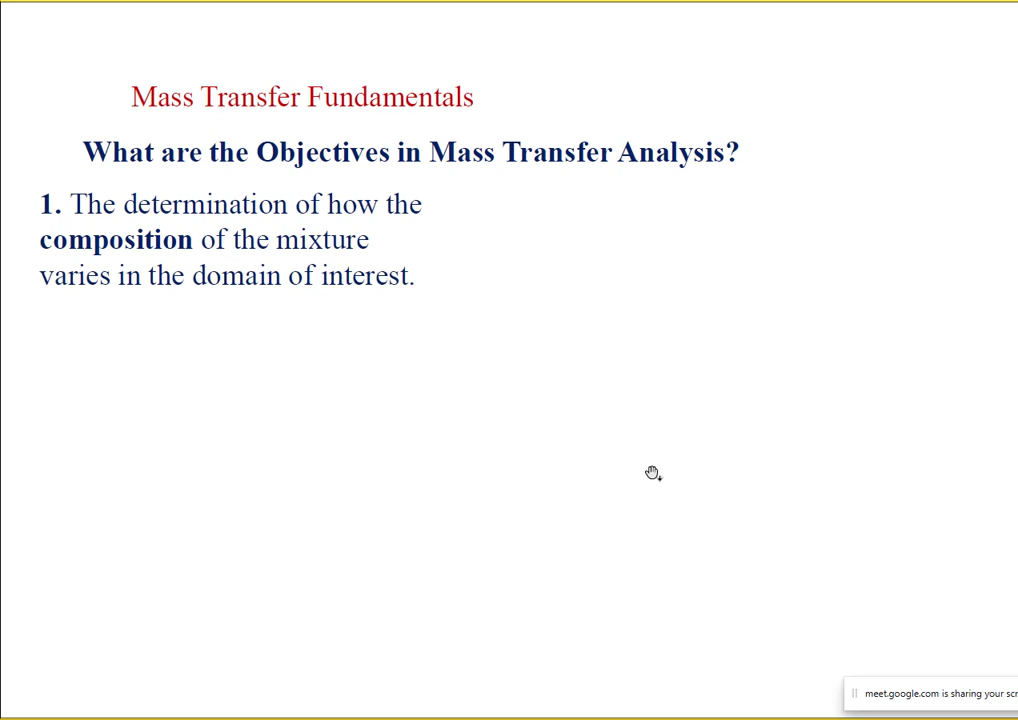 Mass Transfer Fundamentals
What are the Objectives in Mass Transfer Analysis?
1. The determination of how the
composition of the mixture
varies in the domain of interest.
meet.google.com is sharing your scr